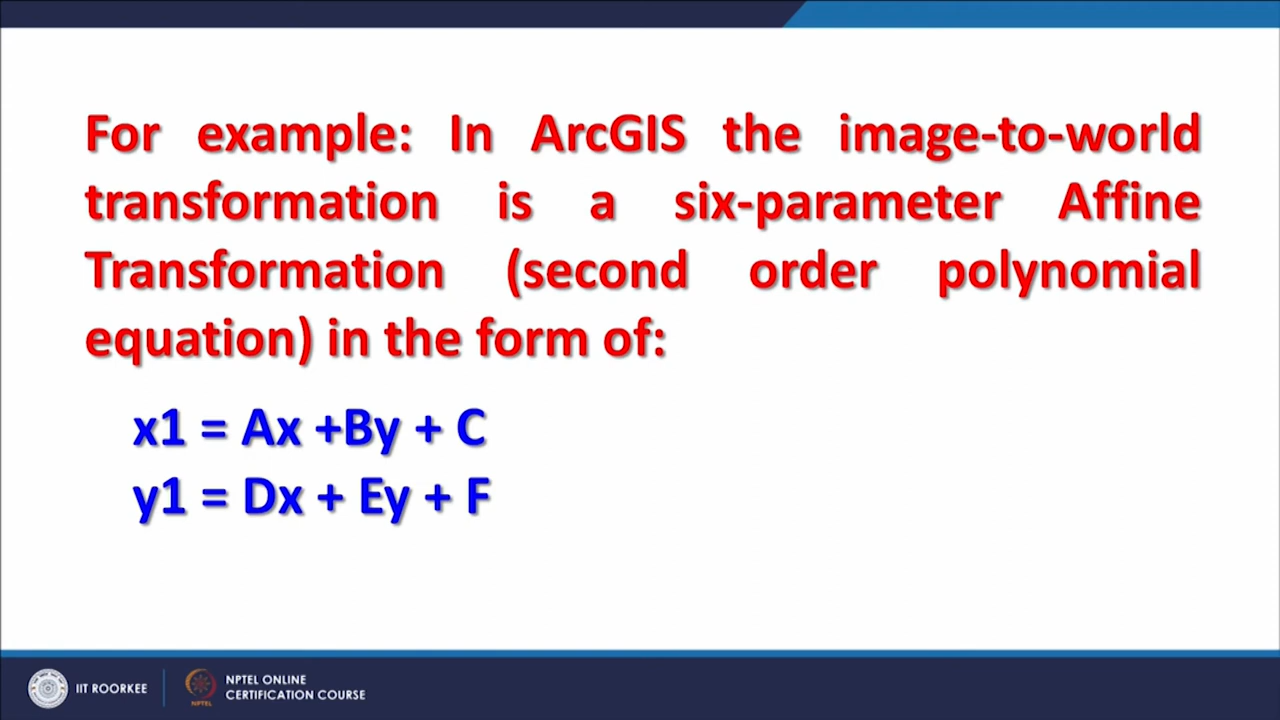 For example: In ArcGIS the image-to-world
transformation is a six-parameter Affine
Transformation (second order polynomial
equation) in the form of:
x1 = Ax +By + C
y1 = Dx + Ey + F
IIT ROORKEE
NPTEL
NPTEL ONLINE
CERTIFICATION COURSE